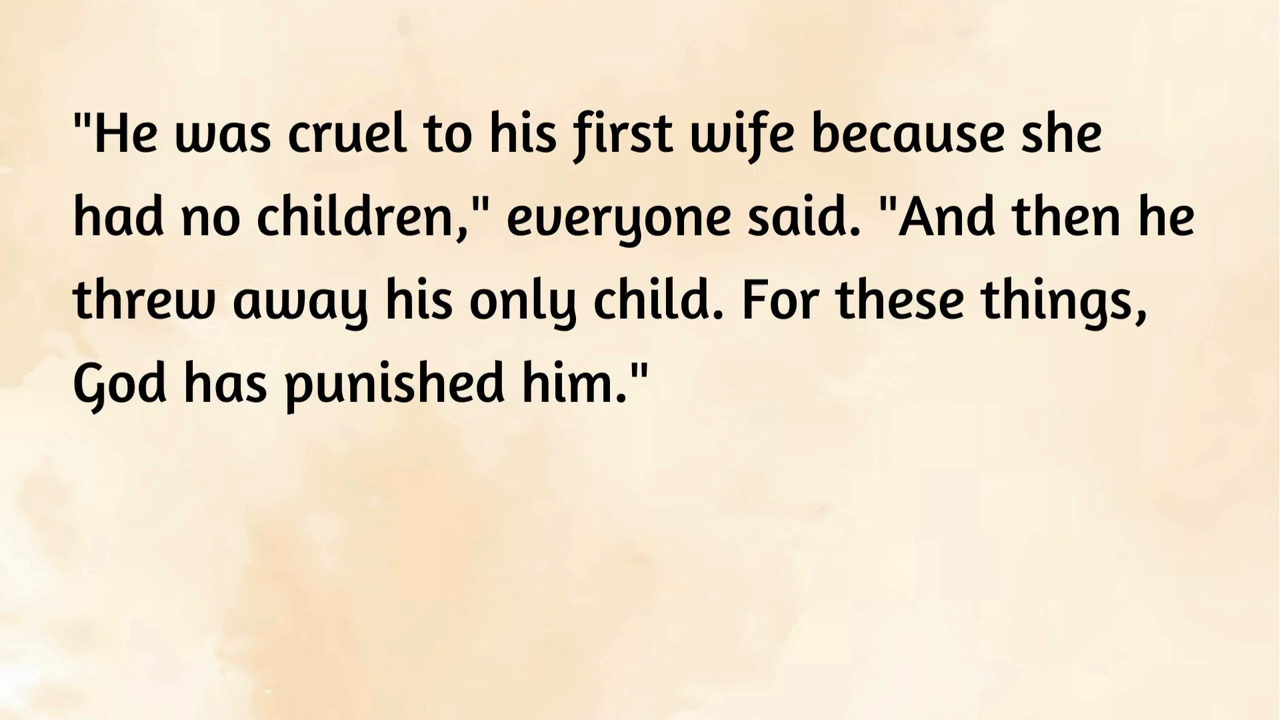 "He was cruel to his first wife because she
had no children," everyone said. "And then he
threw away his only child. For these things,
God has punished him."